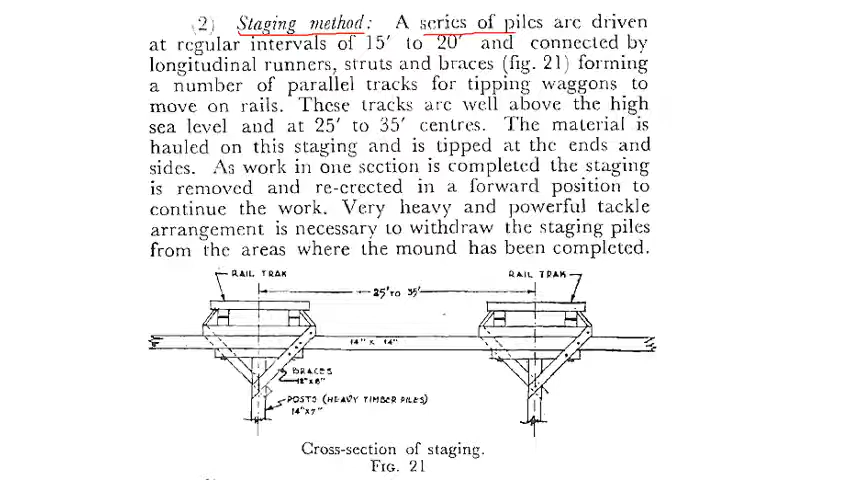 (2) Staging method: A series of piles are driven
at regular intervals of 15′ to 20′ and connected by
longitudinal runners, struts and braces (fig. 21) forming
a number of parallel tracks for tipping waggons to
move on rails. These tracks are well above the high
sea level and at 25′ to 35′ centres. The material is
hauled on this staging and is tipped at the ends and
sides. As work in one section is completed the staging
is removed and re-erected in a forward position to
continue the work. Very heavy and powerful tackle
arrangement is necessary to withdraw the staging piles
from the areas where the mound has been completed.
RAIL TRAK
RAIL TRAK
25′ TO 35′
14" x 14"
BRACES
12"x6"
POSTS (HEAVY TIMBER PILES)
14"x7"
Cross-section of staging.
FIG. 21